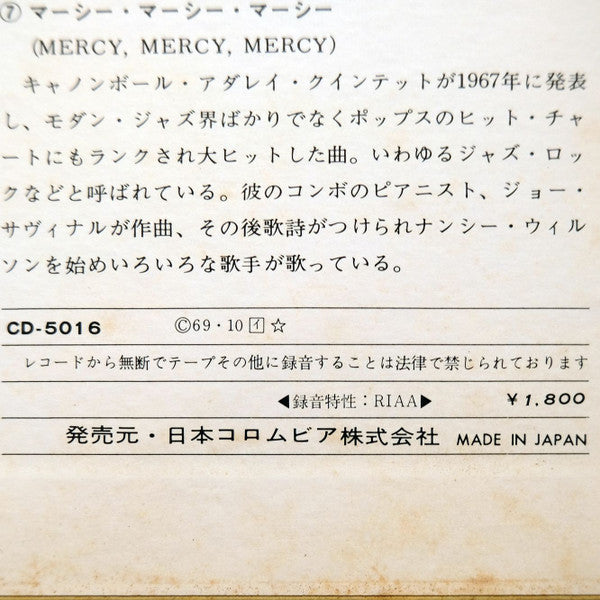 ⑦ マーシー・マーシー・マーシー
(MERCY, MERCY, MERCY)
キャノンボール・アダレイ・クインテットが1967年に発表
し、モダン・ジャズ界ばかりでなくポップスのヒット・チャ
ートにもランクされ大ヒットした曲。いわゆるジャズ・ロッ
クなどと呼ばれている。彼のコンボのピアニスト、ジョー・
サヴィナルが作曲、その後歌詩がつけられナンシー・ウィル
ソンを始めいろいろな歌手が歌っている。
CD-5016 Ⓒ69・10 イ ☆
レコードから無断でテープその他に録音することは法律で禁じられております
◀録音特性：RIAA▶ ¥1,800
発売元・日本コロムビア株式会社 MADE IN JAPAN